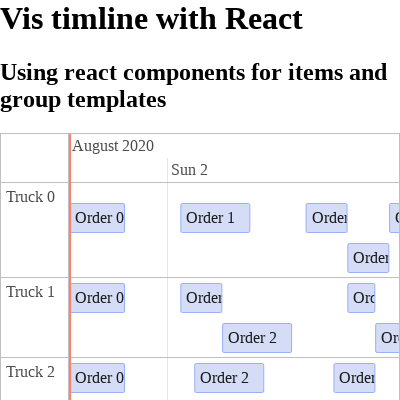 Vis timline with React
Using react components for items and
group templates
August 2020
Sun 2
Truck 0
Order 0 Order 1 Order
Order
Truck 1
Order 0 Order
Order 2
Truck 2
Order 0 Order 2 Order